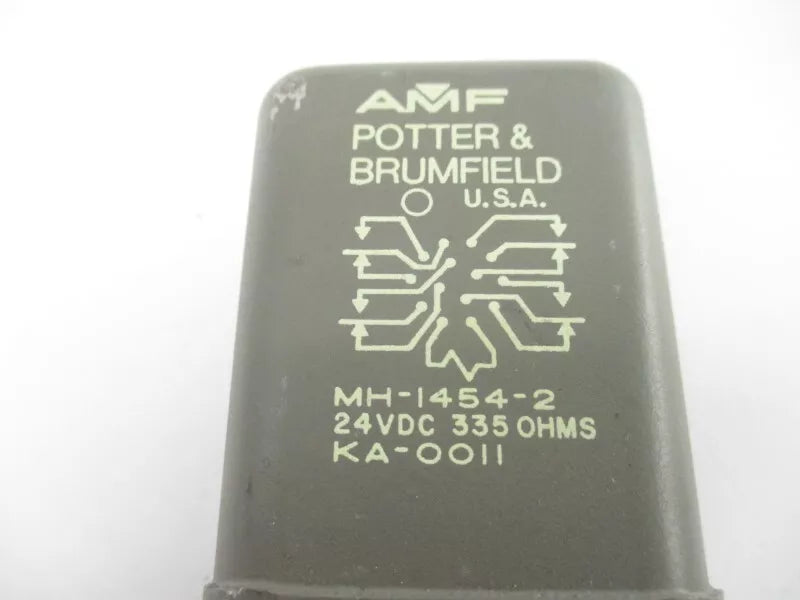 AMF
POTTER &
BRUMFIELD
U.S.A.
MH-1454-2
24VDC 335 OHMS
KA-0011